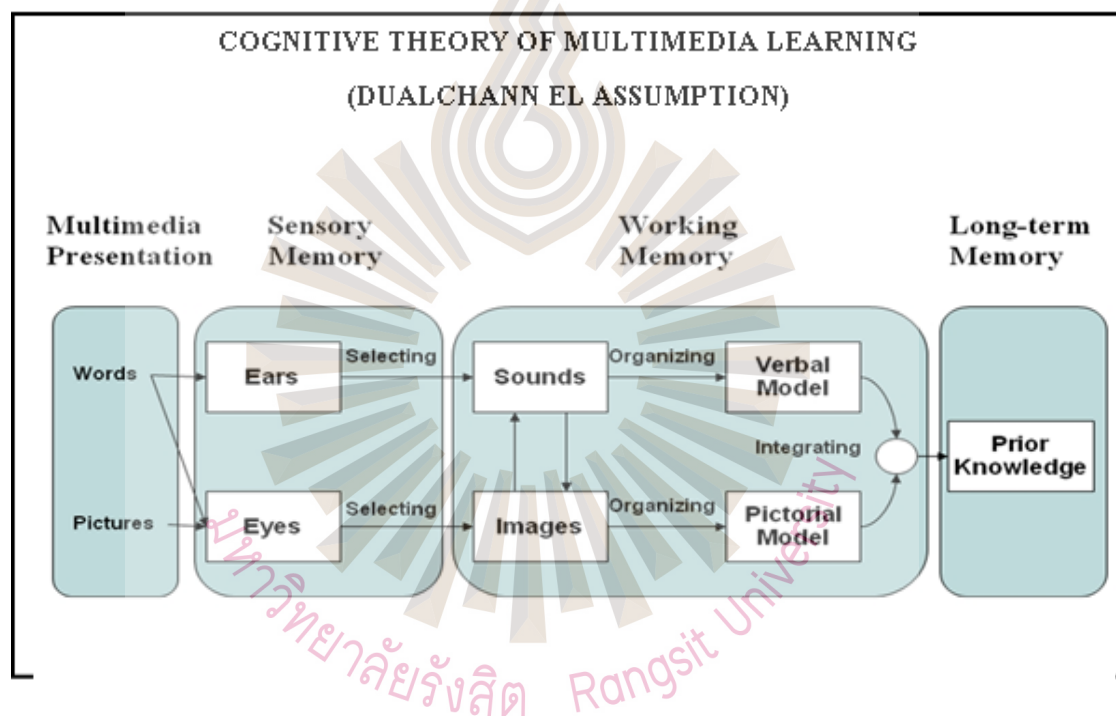 COGNITIVE THEORY OF MULTIMEDIA LEARNING
(DUALCHANN EL ASSUMPTION)
Multimedia
Presentation
Sensory
Memory
Working
Memory
Long-term
Memory
Words
Pictures
Ears
Eyes
Selecting
Selecting
Sounds
Images
Organizing
Organizing
Verbal
Model
Integrating
Pictorial
Model
Prior
Knowledge
มหาวิทยาลัยรังสิต Rangsit University